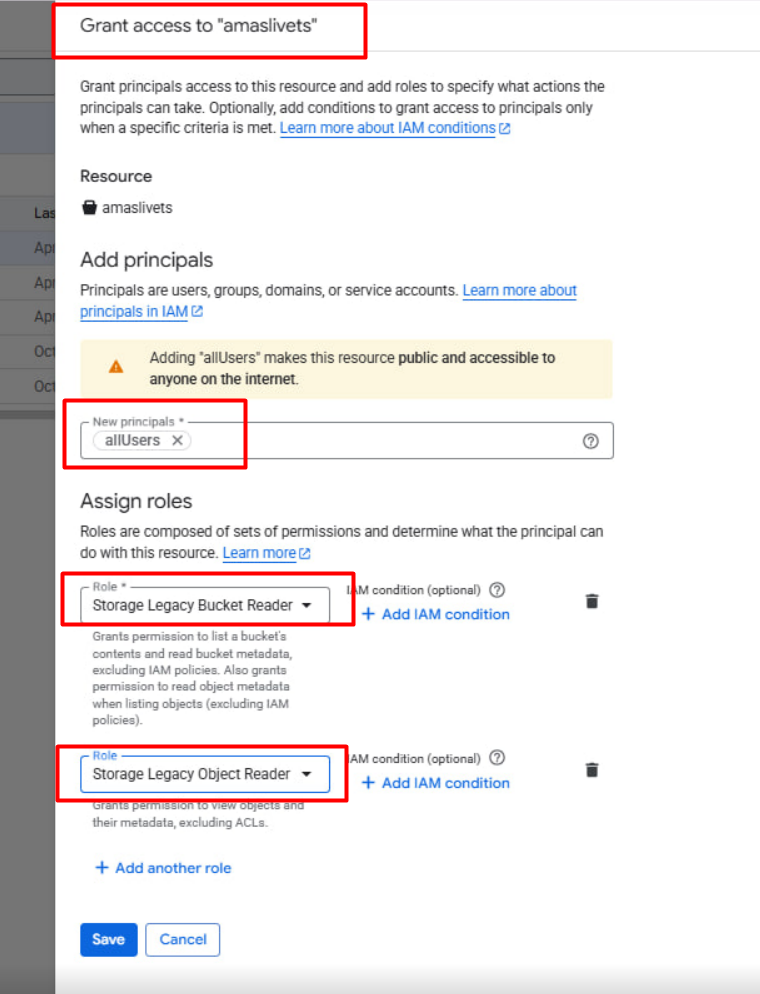 Grant access to "amaslivets"
Grant principals access to this resource and add roles to specify what actions the
principals can take. Optionally, add conditions to grant access to principals only
when a specific criteria is met. Learn more about IAM conditions
Resource
amaslivets
Las
Apr
Apr
Apr
Oct
Oct
Add principals
Principals are users, groups, domains, or service accounts. Learn more about
principals in IAM
Adding "allUsers" makes this resource public and accessible to
anyone on the internet.
New principals *
allUsers
Assign roles
Roles are composed of sets of permissions and determine what the principal can
do with this resource. Learn more
Role *
Storage Legacy Bucket Reader
IAM condition (optional)
+ Add IAM condition
Grants permission to list a bucket's
contents and read bucket metadata,
excluding IAM policies. Also grants
permission to read object metadata
when listing objects (excluding IAM
policies).
Role
Storage Legacy Object Reader
IAM condition (optional)
+ Add IAM condition
Grants permission to view objects and
their metadata, excluding ACLs.
+ Add another role
Save
Cancel